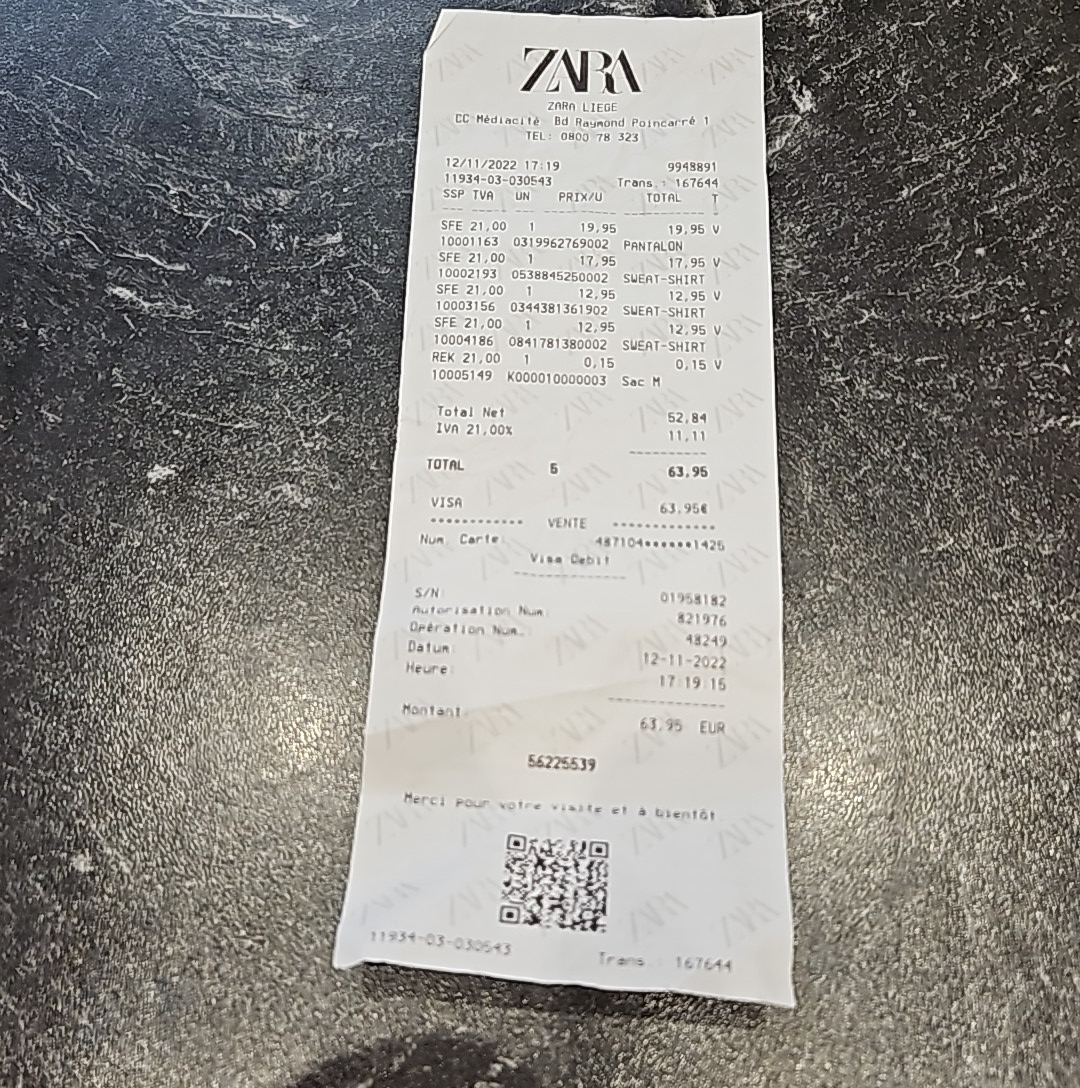 ZARA
ZARA LIEGE
CC Médiacité Bd Raymond Poincarré 1
TEL: 0800 78 323
12/11/2022 17:19 9948891
11934-03-030543 Trans.: 167644
SSP TVA UN PRIX/U TOTAL T
SFE 21,00 1 19,95 19,95 V
10001163 0319962769002 PANTALON
SFE 21,00 1 17,95 17,95 V
10002193 0538845250002 SWEAT-SHIRT
SFE 21,00 1 12,95 12,95 V
10003156 0344381361902 SWEAT-SHIRT
SFE 21,00 1 12,95 12,95 V
10004186 0841781380002 SWEAT-SHIRT
REK 21,00 1 0,15 0,15 V
10005149 K000010000003 Sac M
Total Net 52,84
IVA 21,00% 11,11
TOTAL 5 63,95
VISA 63,95€
************ VENTE ************
Num. Carte: 487104******1425
Visa Debit
S/N: 01958182
Autorisation Num: 821976
Opération Num.: 48249
Datum: 12-11-2022
Heure: 17:19:15
Montant: 63.95 EUR
56225539
Merci pour votre visite et à bientôt
11934-03-030543 Trans.: 167644